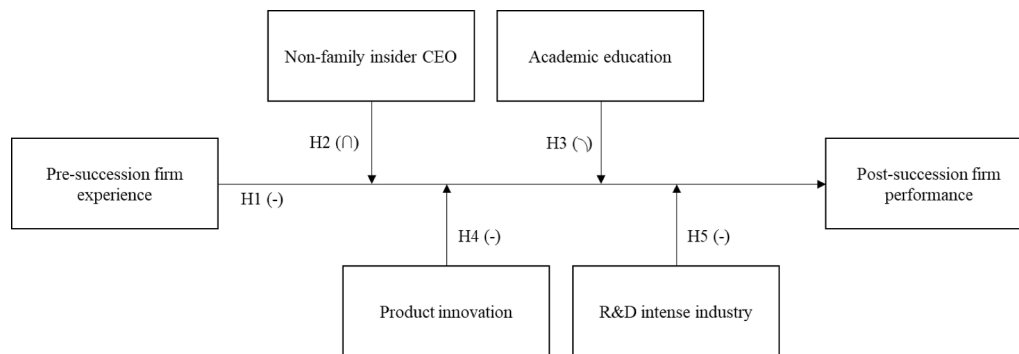 Non-family insider CEO
Academic education
H2 (∩)
H3 (◝)
Pre-succession firm
experience
Post-succession firm
performance
H1 (-)
H4 (-)
H5 (-)
Product innovation
R&D intense industry